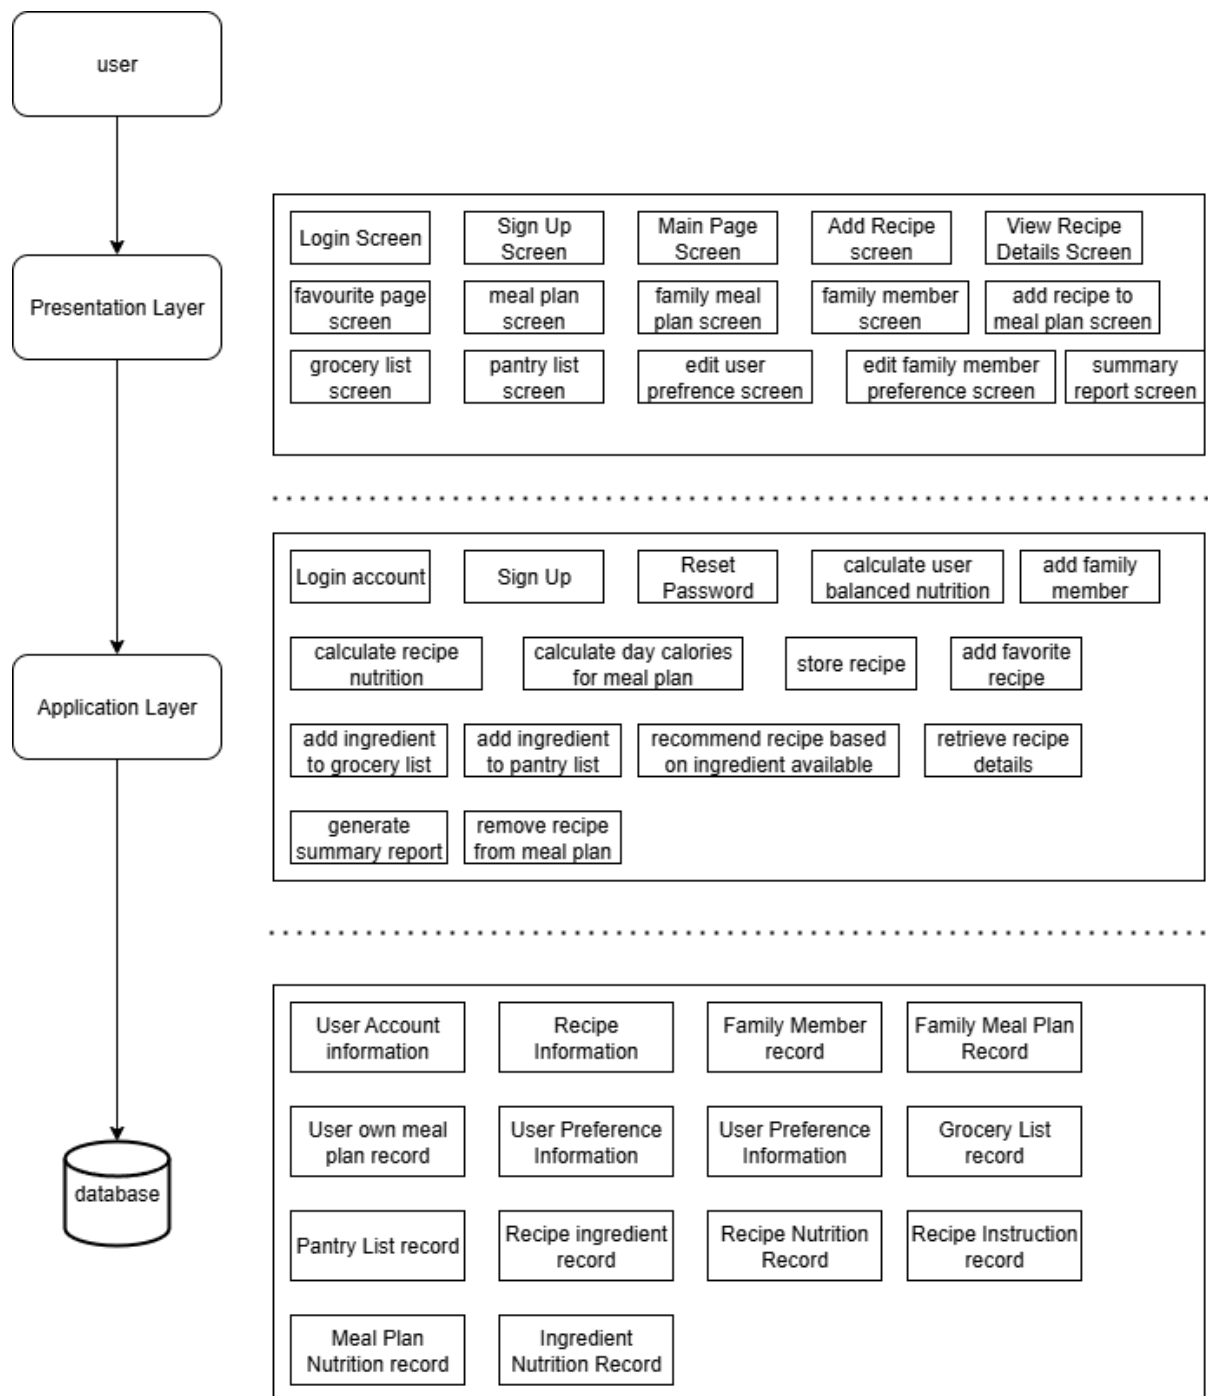 user
Presentation Layer
Login Screen
Sign Up
Screen
Main Page
Screen
Add Recipe
screen
View Recipe
Details Screen
favourite page
screen
meal plan
screen
family meal
plan screen
family member
screen
add recipe to
meal plan screen
grocery list
screen
pantry list
screen
edit user
prefrence screen
edit family member
preference screen
summary
report screen
Application Layer
Login account
Sign Up
Reset
Password
calculate user
balanced nutrition
add family
member
calculate recipe
nutrition
calculate day calories
for meal plan
store recipe
add favorite
recipe
add ingredient
to grocery list
add ingredient
to pantry list
recommend recipe based
on ingredient available
retrieve recipe
details
generate
summary report
remove recipe
from meal plan
database
User Account
information
Recipe
Information
Family Member
record
Family Meal Plan
Record
User own meal
plan record
User Preference
Information
User Preference
Information
Grocery List
record
Pantry List record
Recipe ingredient
record
Recipe Nutrition
Record
Recipe Instruction
record
Meal Plan
Nutrition record
Ingredient
Nutrition Record